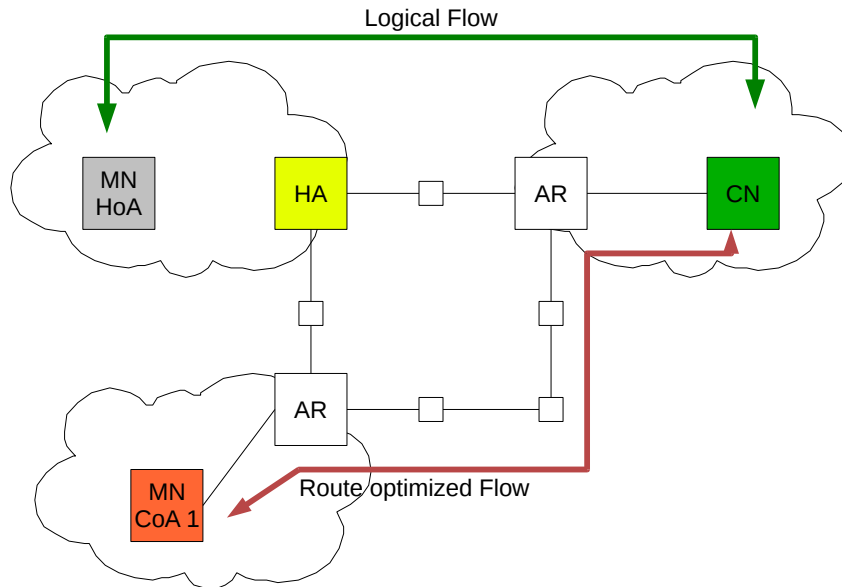 Logical Flow
MN
HoA
HA
AR
CN
AR
MN
CoA 1
Route optimized Flow